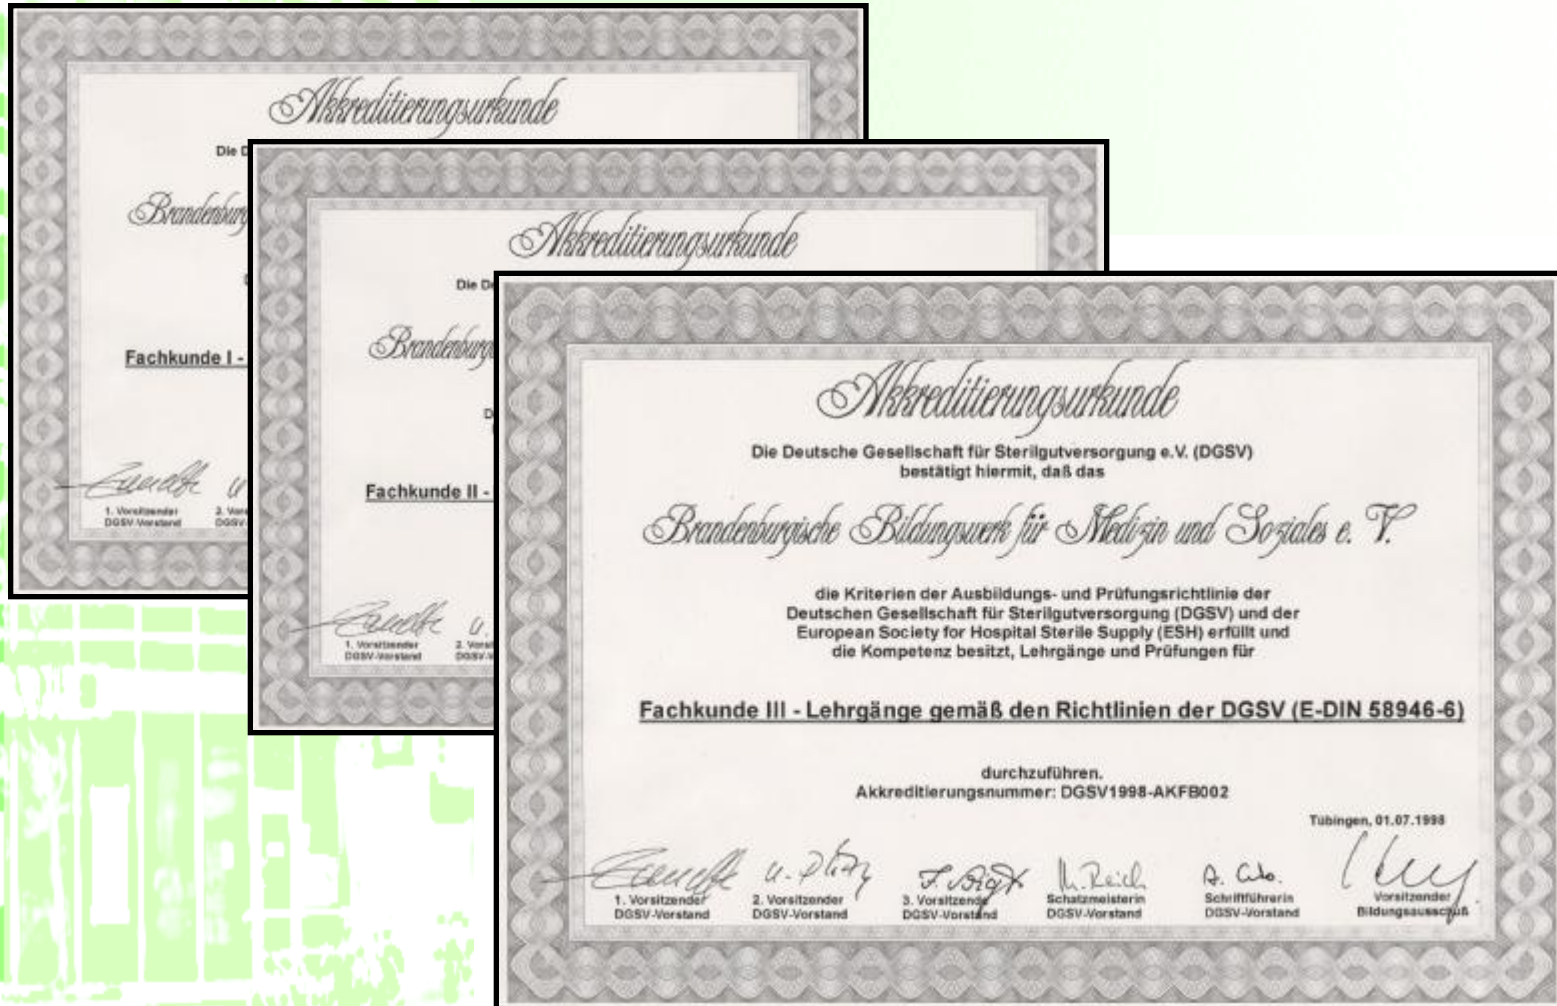 Akkreditierungsurkunde
Die D
Brandenburg
Fachkunde I -
1. Vorsitzender
DGSV-Vorstand
Akkreditierungsurkunde
Die De
Brandenburg
D
Fachkunde II -
1. Vorsitzender
DGSV-Vorstand
Akkreditierungsurkunde
Die Deutsche Gesellschaft für Sterilgutversorgung e.V. (DGSV)
bestätigt hiermit, daß das
Brandenburgische Bildungswerk für Medizin und Soziales e. V.
die Kriterien der Ausbildungs- und Prüfungsrichtlinie der
Deutschen Gesellschaft für Sterilgutversorgung (DGSV) und der
European Society for Hospital Sterile Supply (ESH) erfüllt und
die Kompetenz besitzt, Lehrgänge und Prüfungen für
Fachkunde III - Lehrgänge gemäß den Richtlinien der DGSV (E-DIN 58946-6)
durchzuführen.
Akkreditierungsnummer: DGSV1998-AKFB002
Tübingen, 01.07.1998
F. Voigt M. Reich
1. Vorsitzender 2. Vorsitzender 3. Vorsitzende Schatzmeisterin Schriftführerin Vorsitzender
DGSV-Vorstand DGSV-Vorstand DGSV-Vorstand DGSV-Vorstand DGSV-Vorstand Bildungsausschuß